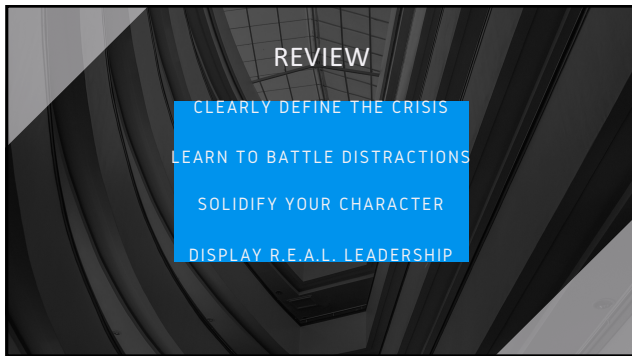 REVIEW
CLEARLY DEFINE THE CRISIS
LEARN TO BATTLE DISTRACTIONS
SOLIDIFY YOUR CHARACTER
DISPLAY R.E.A.L. LEADERSHIP